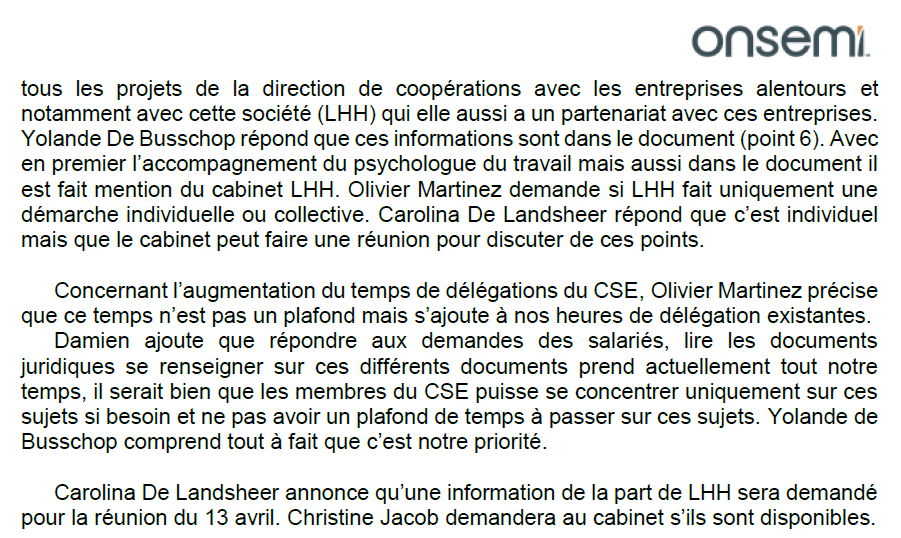 onsemi
tous les projets de la direction de coopérations avec les entreprises alentours et
notamment avec cette société (LHH) qui elle aussi a un partenariat avec ces entreprises.
Yolande De Busschop répond que ces informations sont dans le document (point 6). Avec
en premier l’accompagnement du psychologue du travail mais aussi dans le document il
est fait mention du cabinet LHH. Olivier Martinez demande si LHH fait uniquement une
démarche individuelle ou collective. Carolina De Landsheer répond que c’est individuel
mais que le cabinet peut faire une réunion pour discuter de ces points.
Concernant l’augmentation du temps de délégations du CSE, Olivier Martinez précise
que ce temps n’est pas un plafond mais s’ajoute à nos heures de délégation existantes.
Damien ajoute que répondre aux demandes des salariés, lire les documents
juridiques se renseigner sur ces différents documents prend actuellement tout notre
temps, il serait bien que les membres du CSE puisse se concentrer uniquement sur ces
sujets si besoin et ne pas avoir un plafond de temps à passer sur ces sujets. Yolande de
Busschop comprend tout à fait que c’est notre priorité.
Carolina De Landsheer annonce qu’une information de la part de LHH sera demandé
pour la réunion du 13 avril. Christine Jacob demandera au cabinet s’ils sont disponibles.